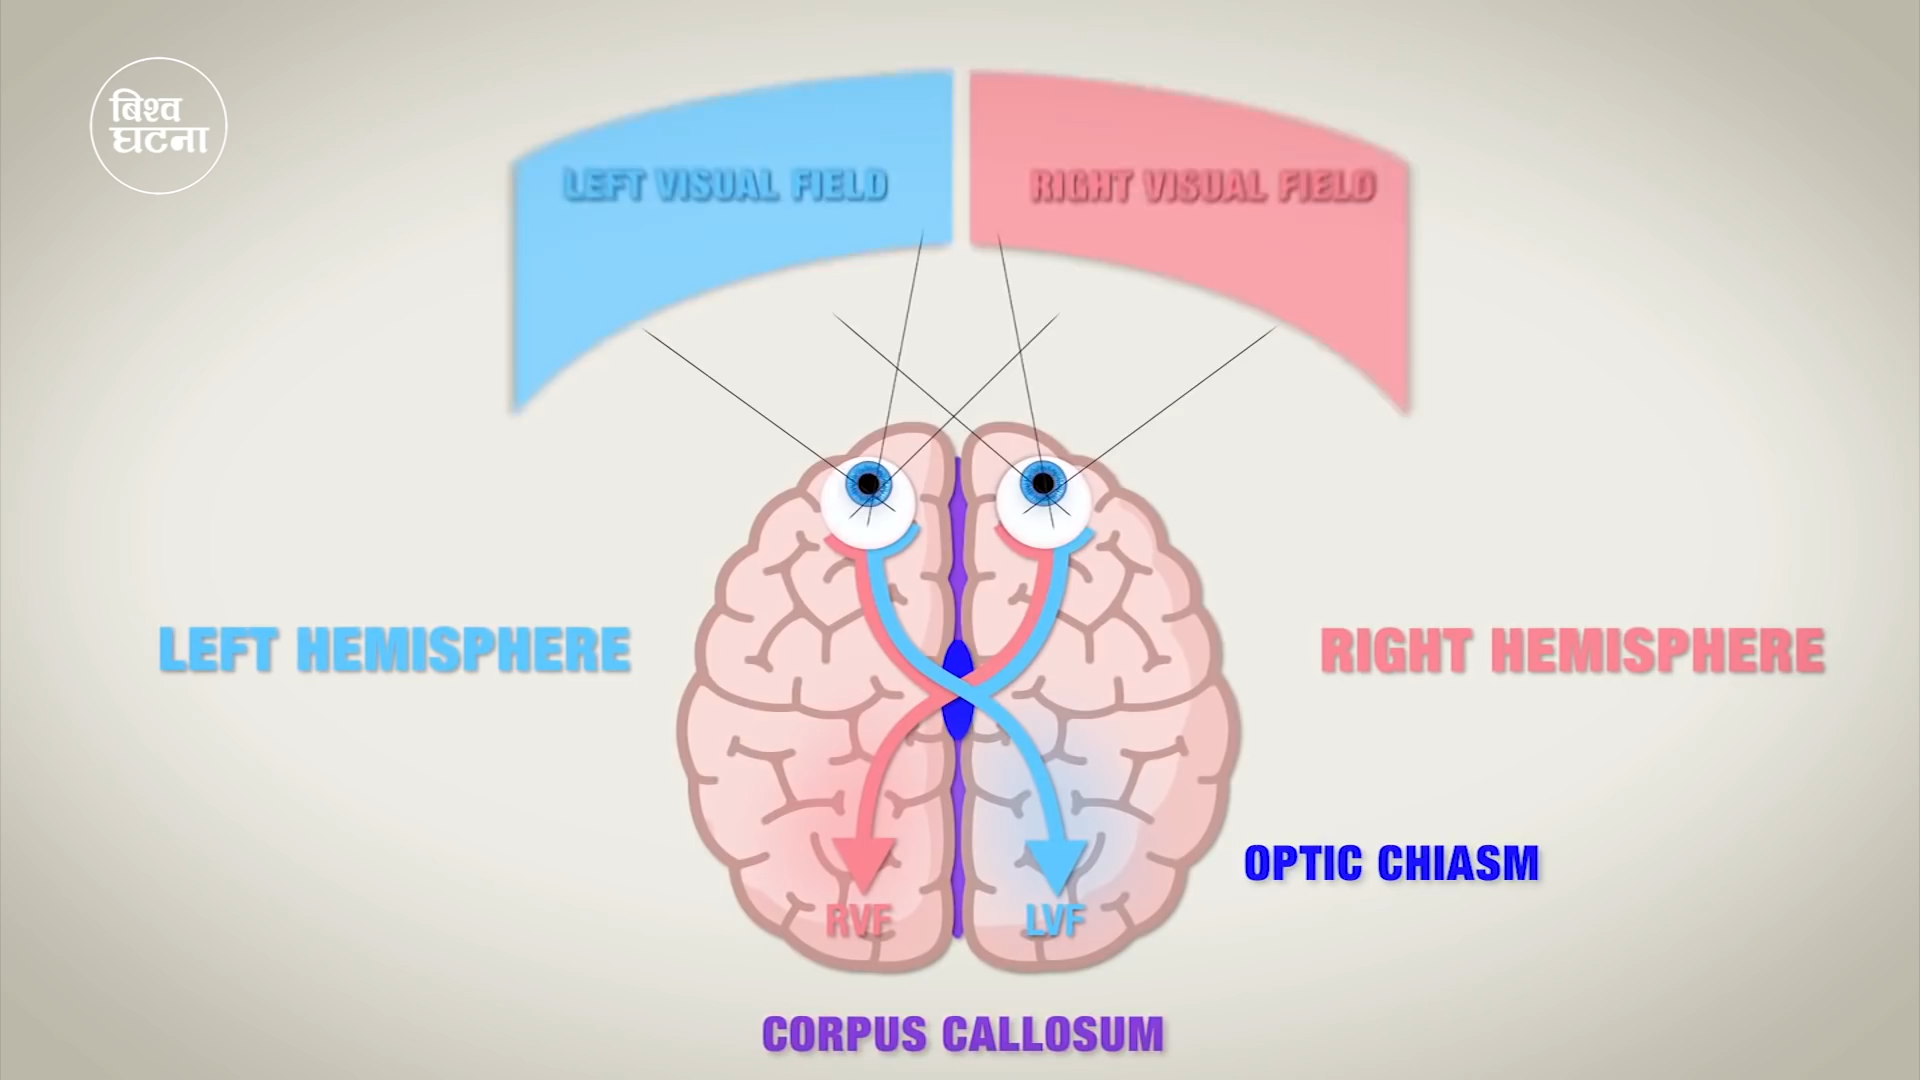 बिश्व
घटना
LEFT VISUAL FIELD
RIGHT VISUAL FIELD
LEFT HEMISPHERE
RIGHT HEMISPHERE
OPTIC CHIASM
RVF
LVF
CORPUS CALLOSUM